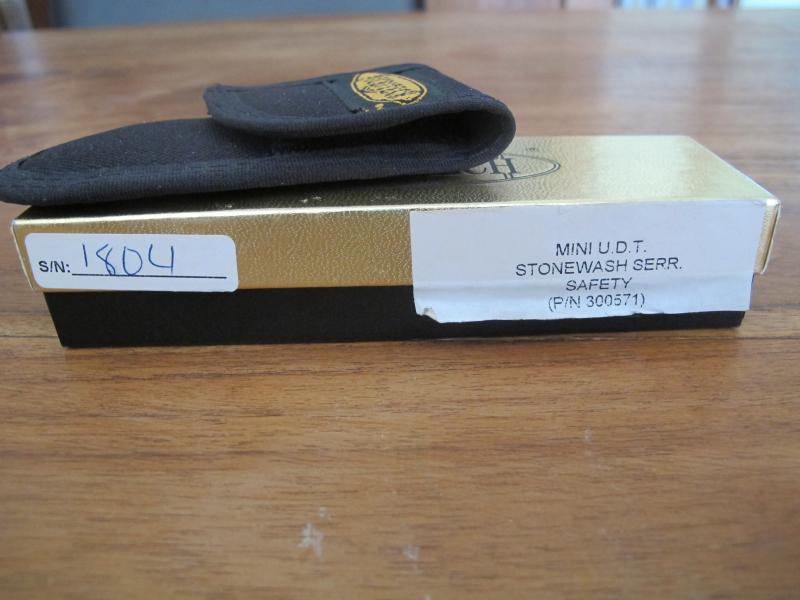 S/N: 1804
MINI U.D.T.
STONEWASH SERR.
SAFETY
(P/N 300571)